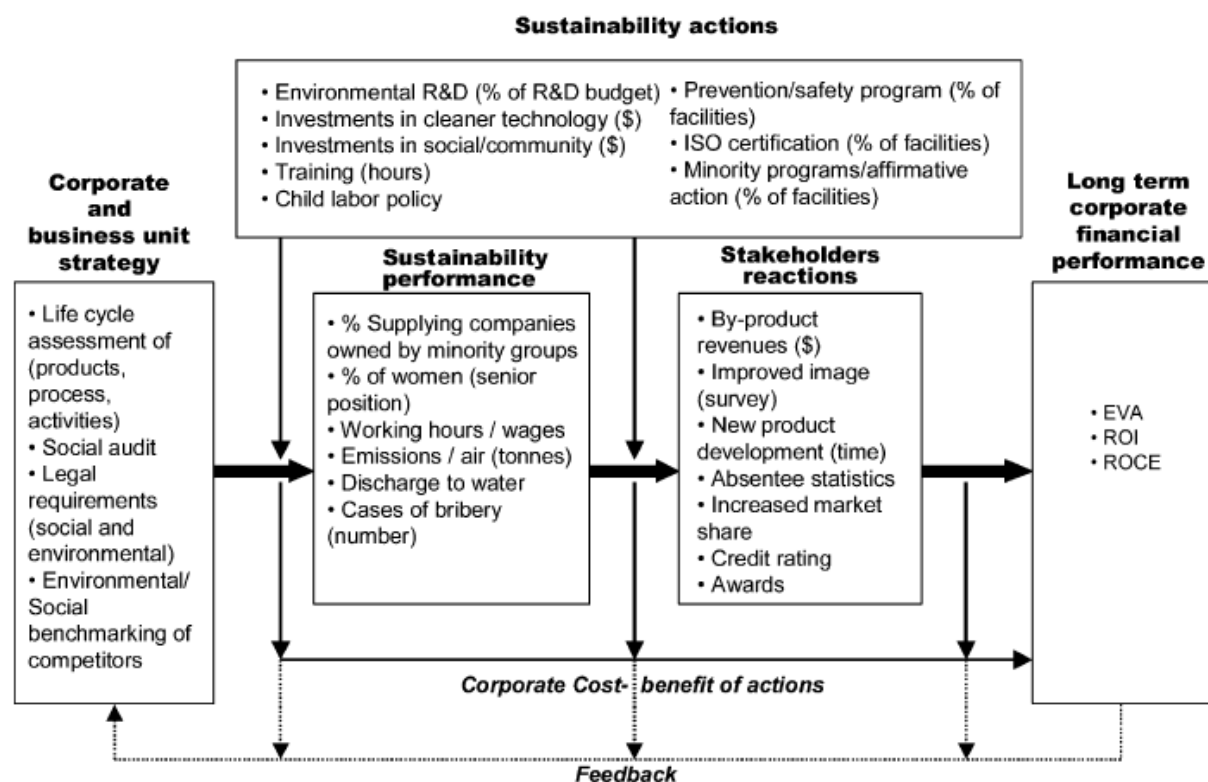 Sustainability actions
• Environmental R&D (% of R&D budget)
• Investments in cleaner technology ($)
• Investments in social/community ($)
• Training (hours)
• Child labor policy
• Prevention/safety program (% of
facilities)
• ISO certification (% of facilities)
• Minority programs/affirmative
action (% of facilities)
Corporate
and
business unit
strategy
• Life cycle
assessment of
(products,
process,
activities)
• Social audit
• Legal
requirements
(social and
environmental)
• Environmental/
Social
benchmarking of
competitors
Sustainability
performance
• % Supplying companies
owned by minority groups
• % of women (senior
position)
• Working hours / wages
• Emissions / air (tonnes)
• Discharge to water
• Cases of bribery
(number)
Stakeholders
reactions
• By-product
revenues ($)
• Improved image
(survey)
• New product
development (time)
• Absentee statistics
• Increased market
share
• Credit rating
• Awards
Long term
corporate
financial
performance
• EVA
• ROI
• ROCE
Corporate Cost- benefit of actions
Feedback